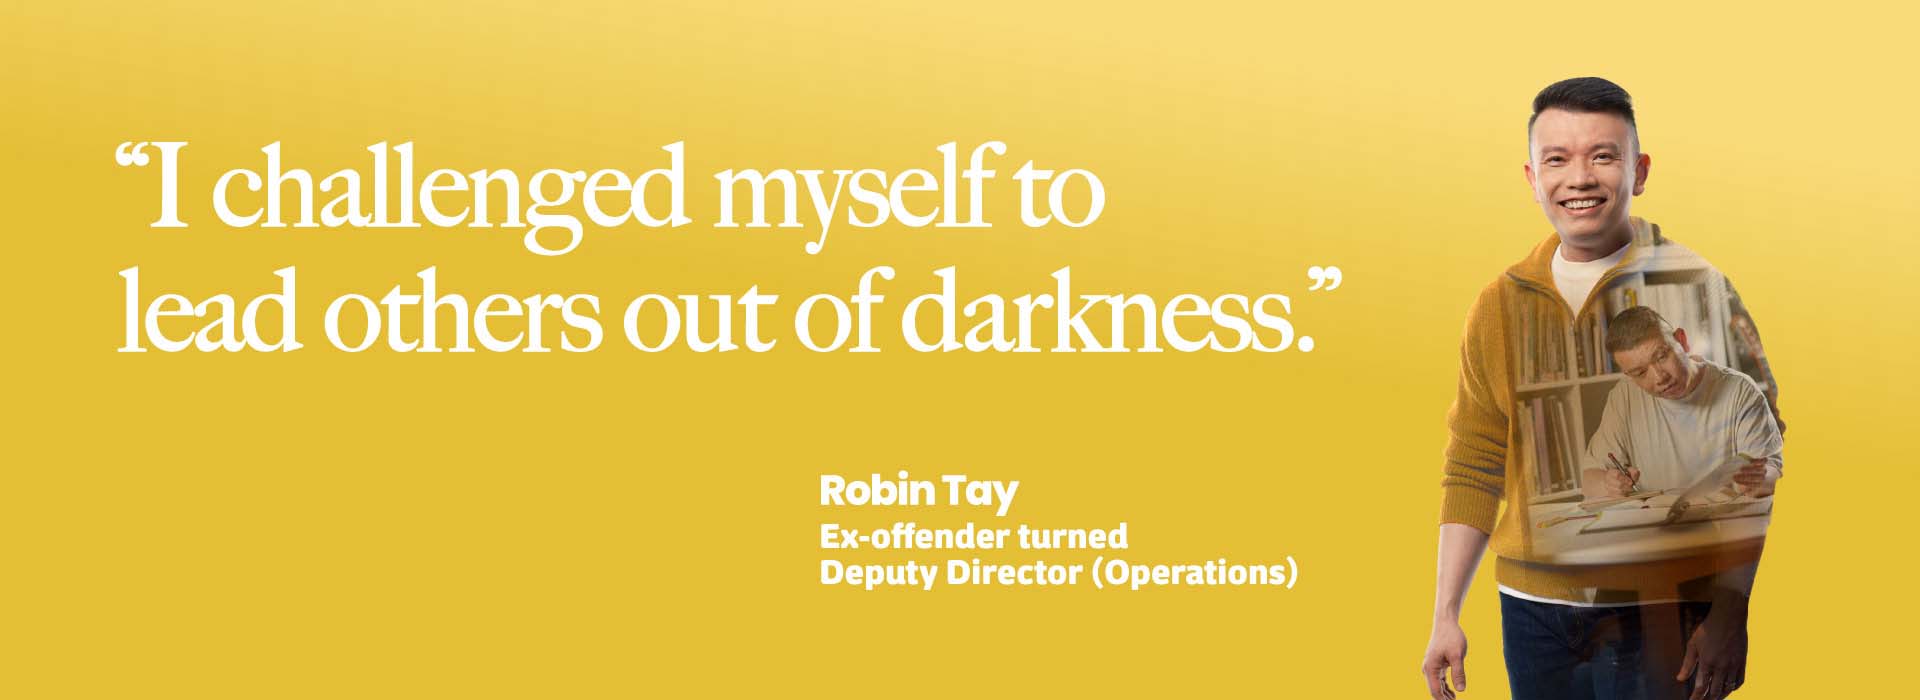 “I challenged myself to
lead others out of darkness.”
Robin Tay
Ex-offender turned
Deputy Director (Operations)